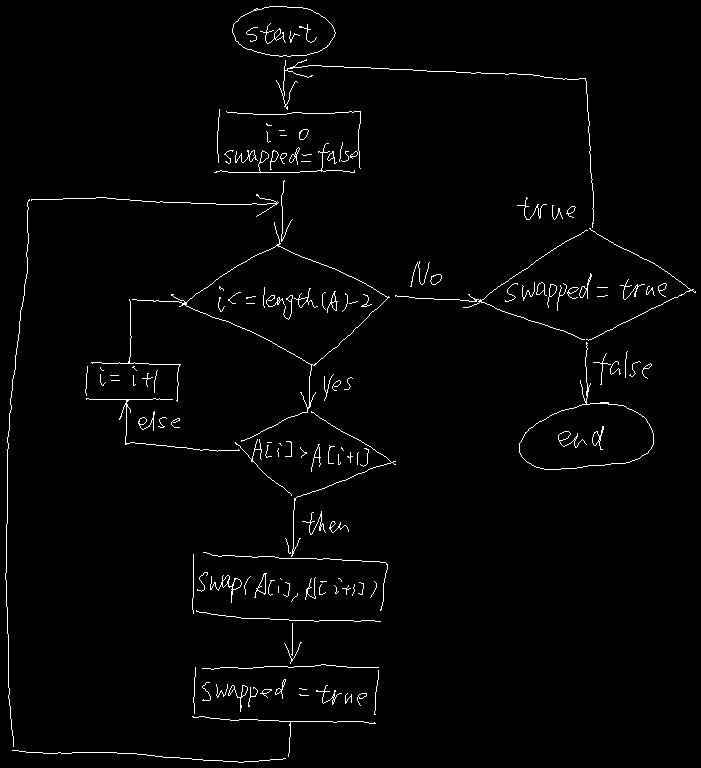 start
i = 0
swapped = false
true
No
i <= length(A)-2
swapped = true
i = i+1
Yes
false
else
A[i] > A[i+1]
end
then
swap(A[i], A[i+1])
swapped = true